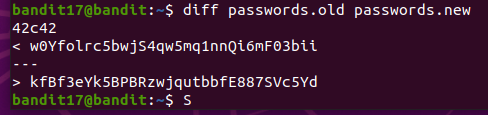 bandit17@bandit:~$ diff passwords.old passwords.new
42c42
< w0Yfolrc5bwjS4qw5mq1nnQi6mF03bii
---
> kfBf3eYk5BPBRzwjqutbbfE887SVc5Yd
bandit17@bandit:~$ S